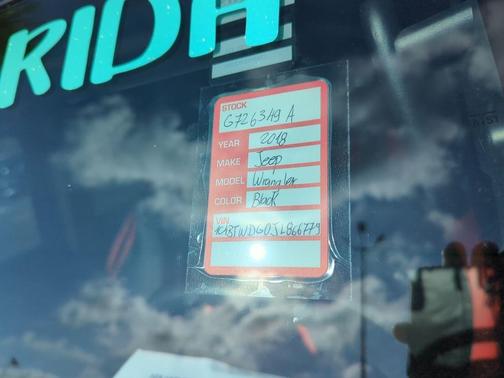 RIDA
STOCK
G726349 A
YEAR 2018
MAKE Jeep
MODEL Wrangler
COLOR Black
VIN